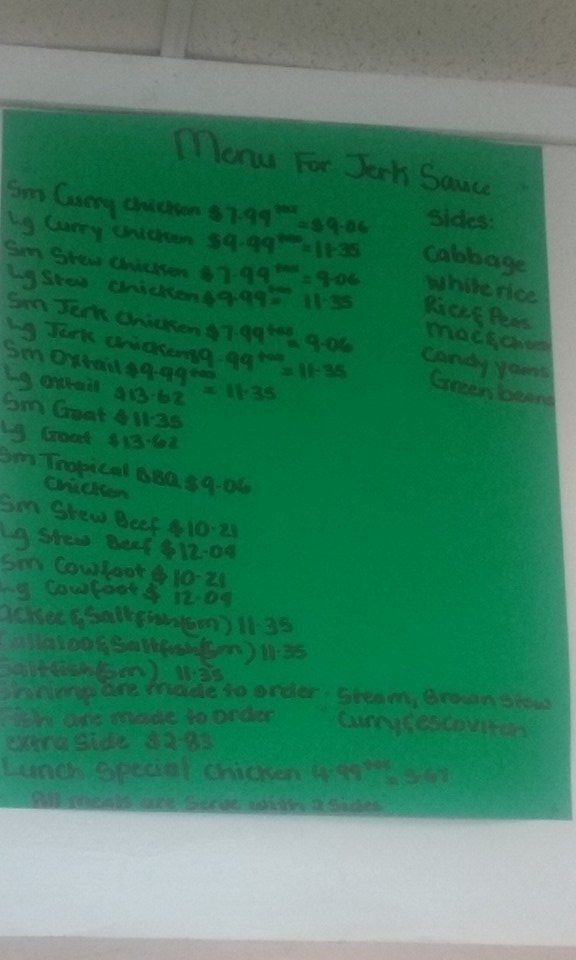 Menu For Jerk Sauce
Sm Curry chicken $7.99 tax = $9.06
Lg Curry chicken $9.99 tax = 11.35
Sm Stew chicken $7.99 tax = 9.06
Lg Stew chicken $9.99 tax = 11.35
Sm Jerk Chicken $7.99 tax = 9.06
Lg Jerk chicken $9.99 tax = 11.35
Sm Oxtail $9.99 tax = 11.35
Lg oxtail $13.62
Sm Goat $11.35
Lg Goat $13.62
Sm Tropical BBQ $9.06
Chicken
Sm Stew Beef $10.21
Lg Stew Beef $12.09
Sm Cowfoot $10.21
Lg Cowfoot $ 12.09
Ackee & Saltfish (sm) 11.35
Callaloo & Saltfish (sm) 11.35
Saltfish (sm) 11.35
Shrimp are made to order
Fish are made to order
Steam, Brown stew
Curry & escovitch
extra Side $2.83
Lunch Special Chicken 4.99 tax = 5.67
All meals are Serve with 2 Sides
Sides:
Cabbage
White rice
Rice & Peas
Mac & cheese
Candy yams
Green beans